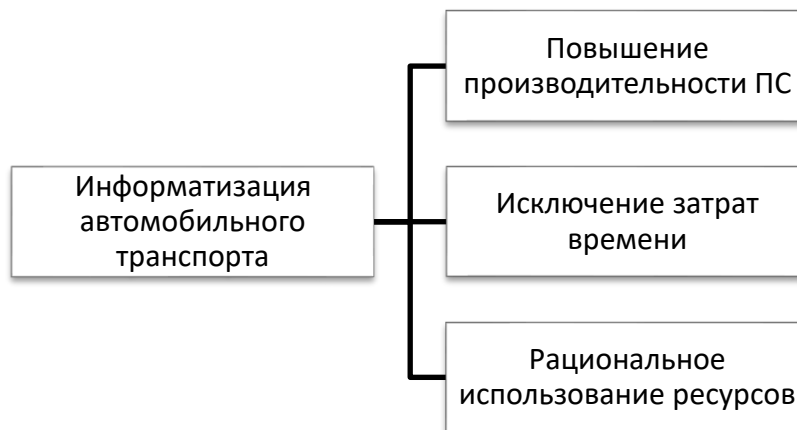 Повышение
производительности ПС
Информатизация
автомобильного
транспорта
Исключение затрат
времени
Рациональное
использование ресурсов